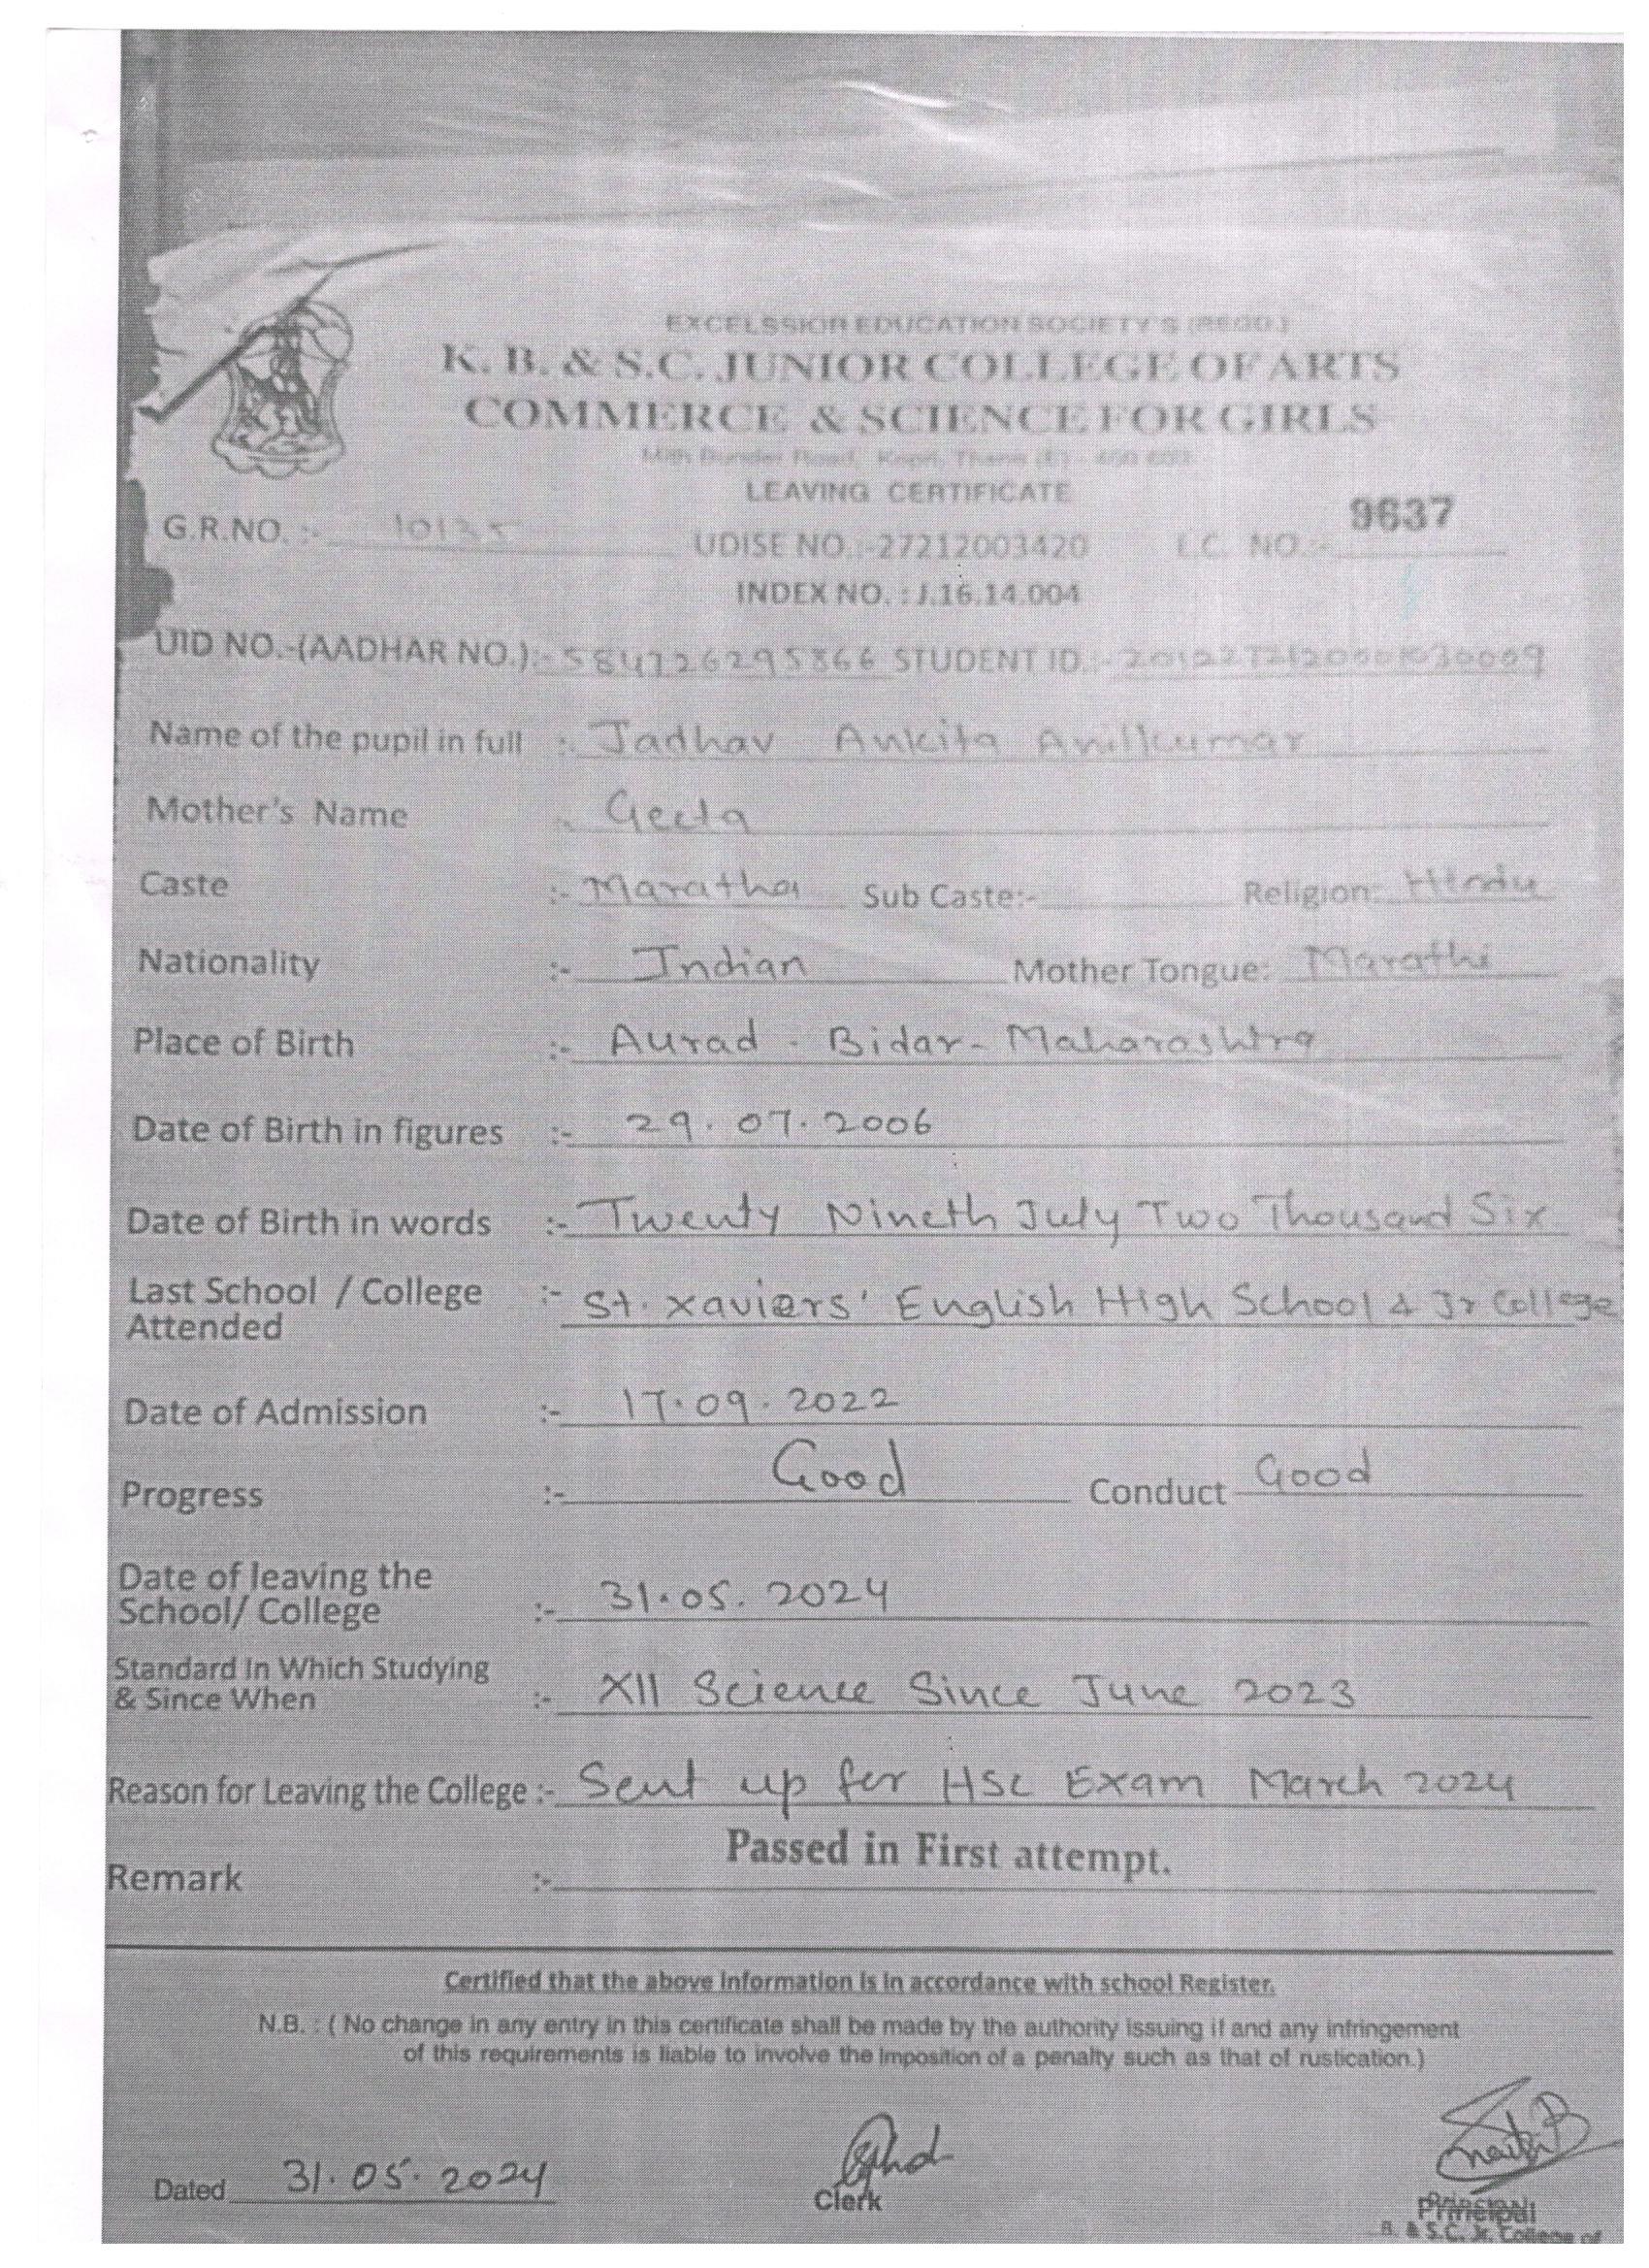 EXCELSSIOR EDUCATION SOCIETY'S (REGD.)
K. B. & S.C. JUNIOR COLLEGE OF ARTS
COMMERCE & SCIENCE FOR GIRLS
Road, Kopri, Thane (E) -
LEAVING CERTIFICATE
9637
G.R.NO. :- 10135 UDISE NO.:-27212003420 L.C. NO.:-
INDEX NO. : J.16.14.004
UID NO.-(AADHAR NO.):- 584726295866 STUDENT ID.:-
Name of the pupil in full :- Jadhav Ankita Anilkumar
Mother's Name :- Geeta
Caste :- Maratha Sub Caste:- Religion: Hindu
Nationality :- Indian Mother Tongue: Marathi
Place of Birth :- Aurad - Bidar - Maharashtra
Date of Birth in figures :- 29.07.2006
Date of Birth in words :- Twenty Nineth July Two Thousand Six
Last School / College :- St. Xaviers' English High School & Jr College
Attended
Date of Admission :- 17.09.2022
Progress :- Good Conduct Good
Date of leaving the
School/ College :- 31.05.2024
Standard In Which Studying
& Since When :- XII Science Since June 2023
Reason for Leaving the College :- Sent up for HSC Exam March 2024
Passed in First attempt.
Remark :-
Certified that the above Information is in accordance with school Register.
N.B. : ( No change in any entry in this certificate shall be made by the authority issuing if and any infringement
of this requirements is liable to involve the Imposition of a penalty such as that of rustication.)
Dated 31.05.2024
Clerk
Principal
B. & S.C. Jr. College of